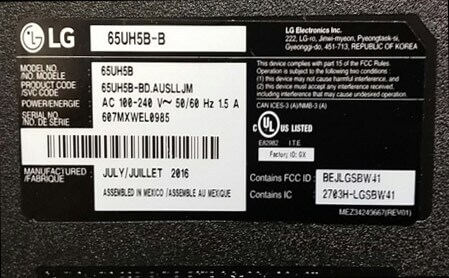 LG 65UH5B-B
LG Electronics Inc.
222, LG-ro, Jinwi-myeon, Pyeongtaek-si,
Gyeonggi-do, 451-713, REPUBLIC OF KOREA
MODEL NO.
/NO. MODELE 65UH5B
PRODUCT CODE
/SVC CODE 65UH5B-BD.AUSLLJM
POWER/ENERGIE AC 100-240 V~ 50/60 Hz 1.5 A
SERIAL NO.
/NO. DE SERIE 607MXWEL0985
MANUFACTURED
/FABRIQUE JULY/JUILLET 2016
ASSEMBLED IN MEXICO /ASSEMBLE AU MEXIQUE
This device complies with part 15 of the FCC Rules
Operation is subject to the following two conditions :
(1) this device may not cause harmful interference, and
(2) this device must accept any interference
received, including interference that may cause
undesired operation.
CAN ICES-3 (A)/NMB-3 (A)
C UL US LISTED
EA2982 I.T.E
Factory ID: GX
Contains FCC ID : BEJLGSBW41
Contains IC : 2703H-LGSBW41
MEZ34249667(REV01)